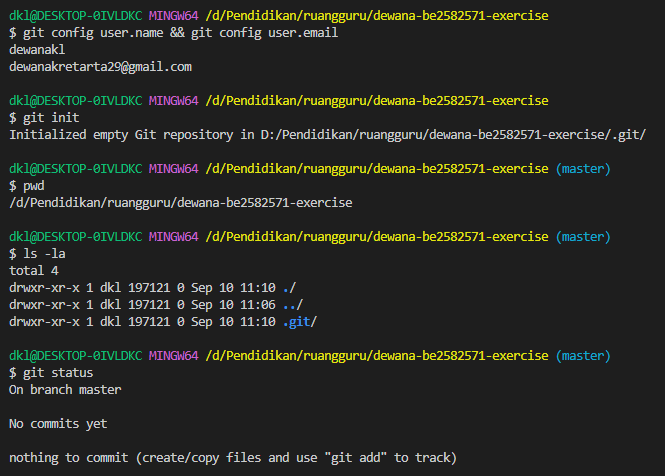 dkl@DESKTOP-0IVLDKC MINGW64 /d/Pendidikan/ruangguru/dewana-be2582571-exercise
$ git config user.name && git config user.email
dewanakl
dewanakretarta29@gmail.com
dkl@DESKTOP-0IVLDKC MINGW64 /d/Pendidikan/ruangguru/dewana-be2582571-exercise
$ git init
Initialized empty Git repository in D:/Pendidikan/ruangguru/dewana-be2582571-exercise/.git/
dkl@DESKTOP-0IVLDKC MINGW64 /d/Pendidikan/ruangguru/dewana-be2582571-exercise (master)
$ pwd
/d/Pendidikan/ruangguru/dewana-be2582571-exercise
dkl@DESKTOP-0IVLDKC MINGW64 /d/Pendidikan/ruangguru/dewana-be2582571-exercise (master)
$ ls -la
total 4
drwxr-xr-x 1 dkl 197121 0 Sep 10 11:10 ./
drwxr-xr-x 1 dkl 197121 0 Sep 10 11:06 ../
drwxr-xr-x 1 dkl 197121 0 Sep 10 11:10 .git/
dkl@DESKTOP-0IVLDKC MINGW64 /d/Pendidikan/ruangguru/dewana-be2582571-exercise (master)
$ git status
On branch master
No commits yet
nothing to commit (create/copy files and use "git add" to track)